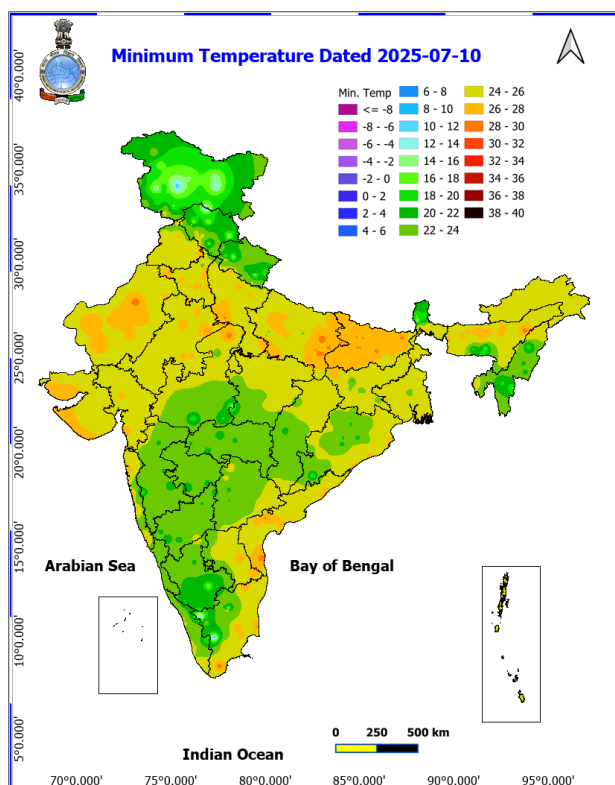 Minimum Temperature Dated 2025-07-10
Min. Temp
<= -8
-8 - -6
-6 - -4
-4 - -2
-2 - 0
0 - 2
2 - 4
4 - 6
6 - 8
8 - 10
10 - 12
12 - 14
14 - 16
16 - 18
18 - 20
20 - 22
22 - 24
24 - 26
26 - 28
28 - 30
30 - 32
32 - 34
34 - 36
36 - 38
38 - 40
40°0.000'
35°0.000'
30°0.000'
25°0.000'
20°0.000'
15°0.000'
10°0.000'
5°0.000'
Arabian Sea
Bay of Bengal
Indian Ocean
0 250 500 km
70°0.000' 75°0.000' 80°0.000' 85°0.000' 90°0.000' 95°0.000'